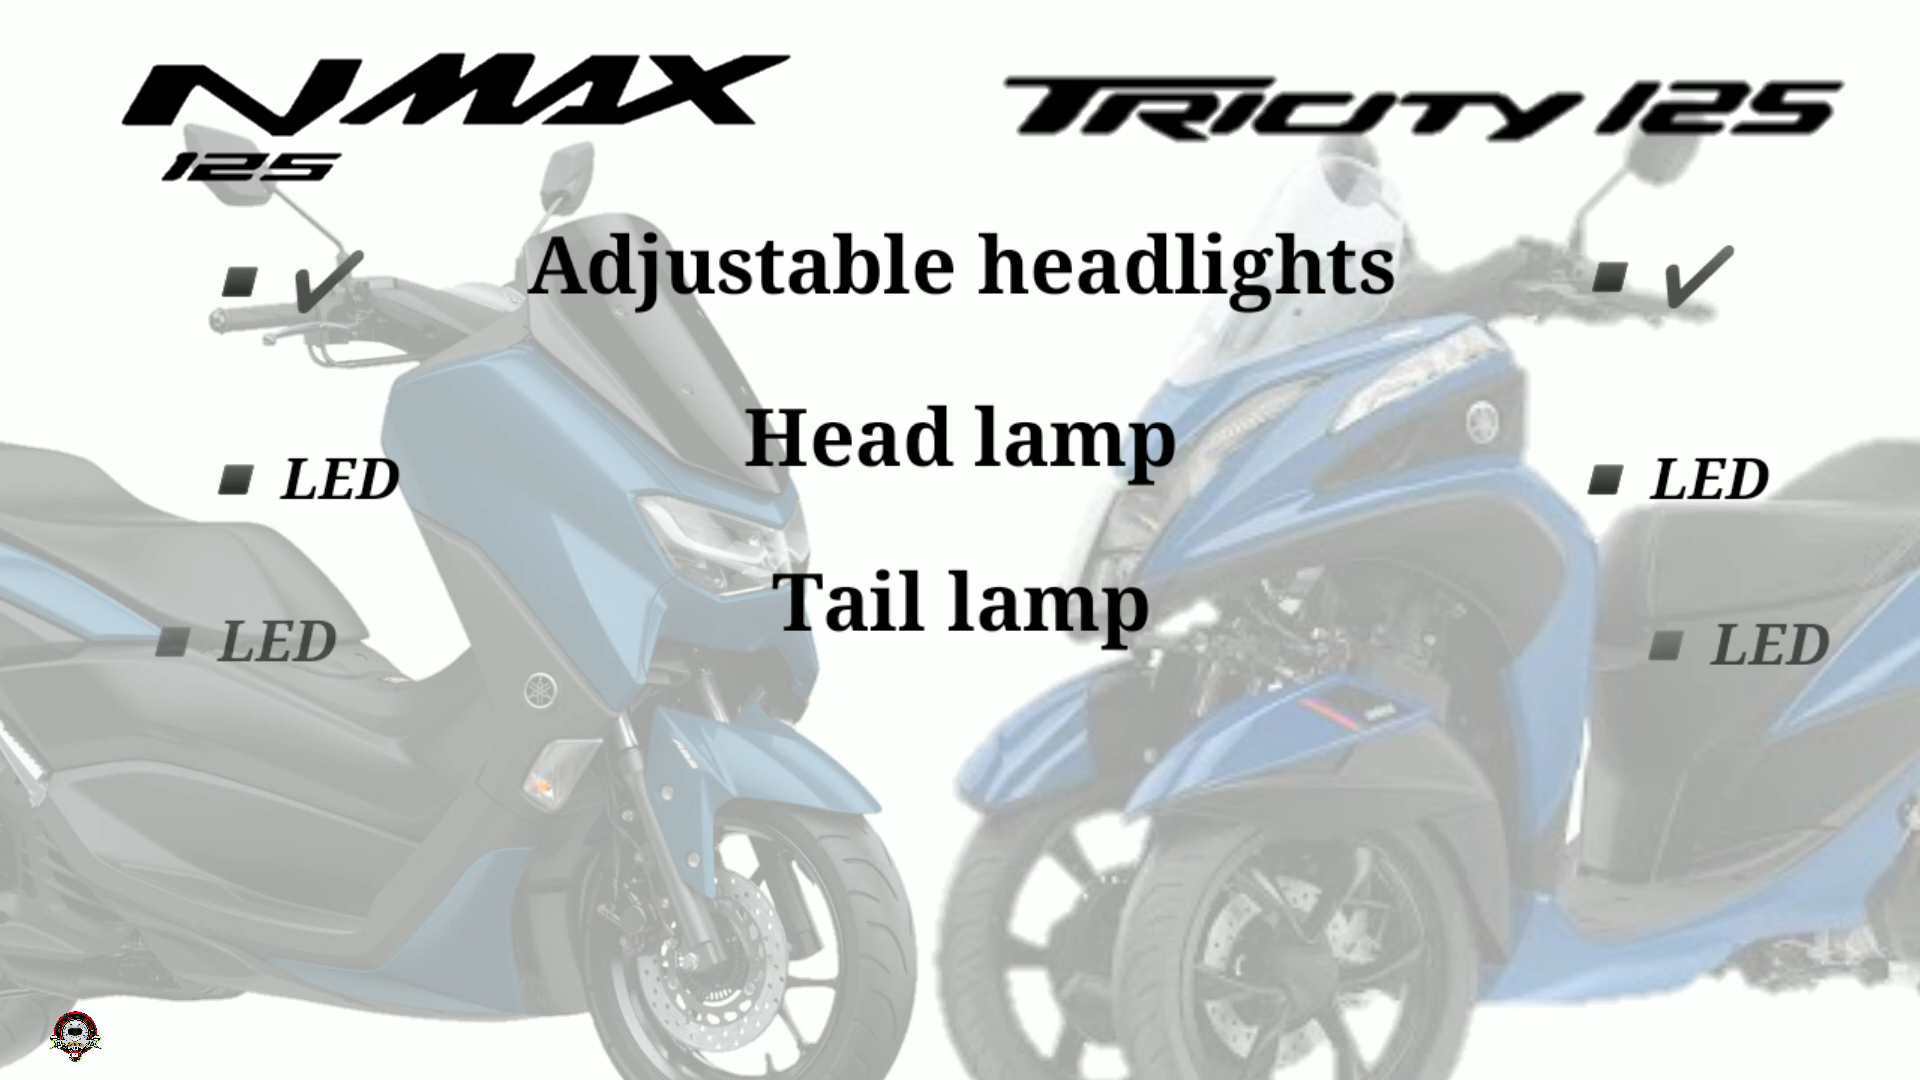 NMAX
125
TRICITY 125
▪ ✔ Adjustable headlights ▪ ✔
Head lamp
▪ LED ▪ LED
Tail lamp
▪ LED ▪ LED